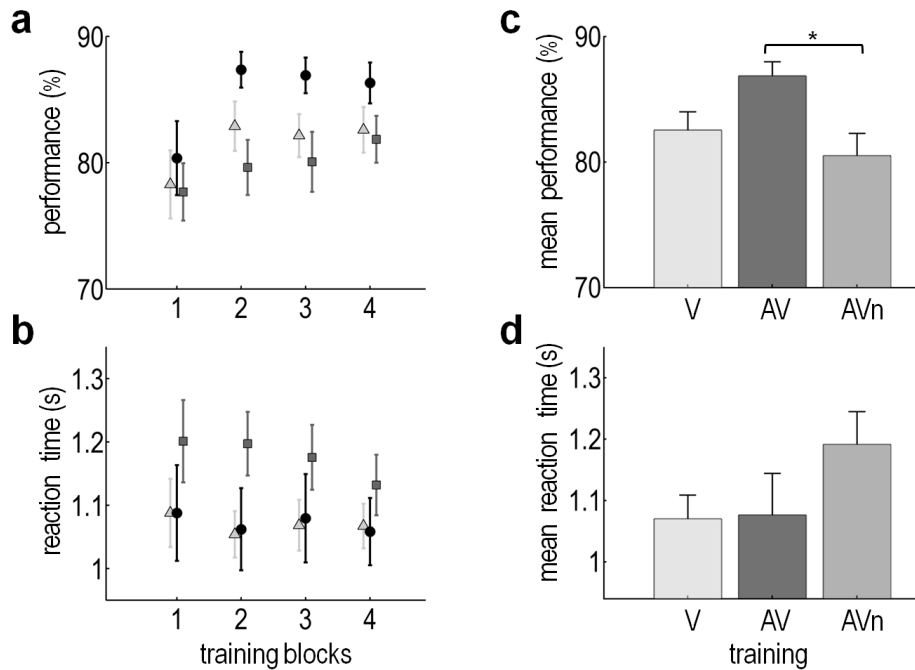 a
performance (%)
90
80
70
1 2 3 4
b
reaction time (s)
1.3
1.2
1.1
1
1 2 3 4
training blocks
c
mean performance (%)
90
80
70
*
V AV AVn
d
mean reaction time (s)
1.3
1.2
1.1
1
V AV AVn
training